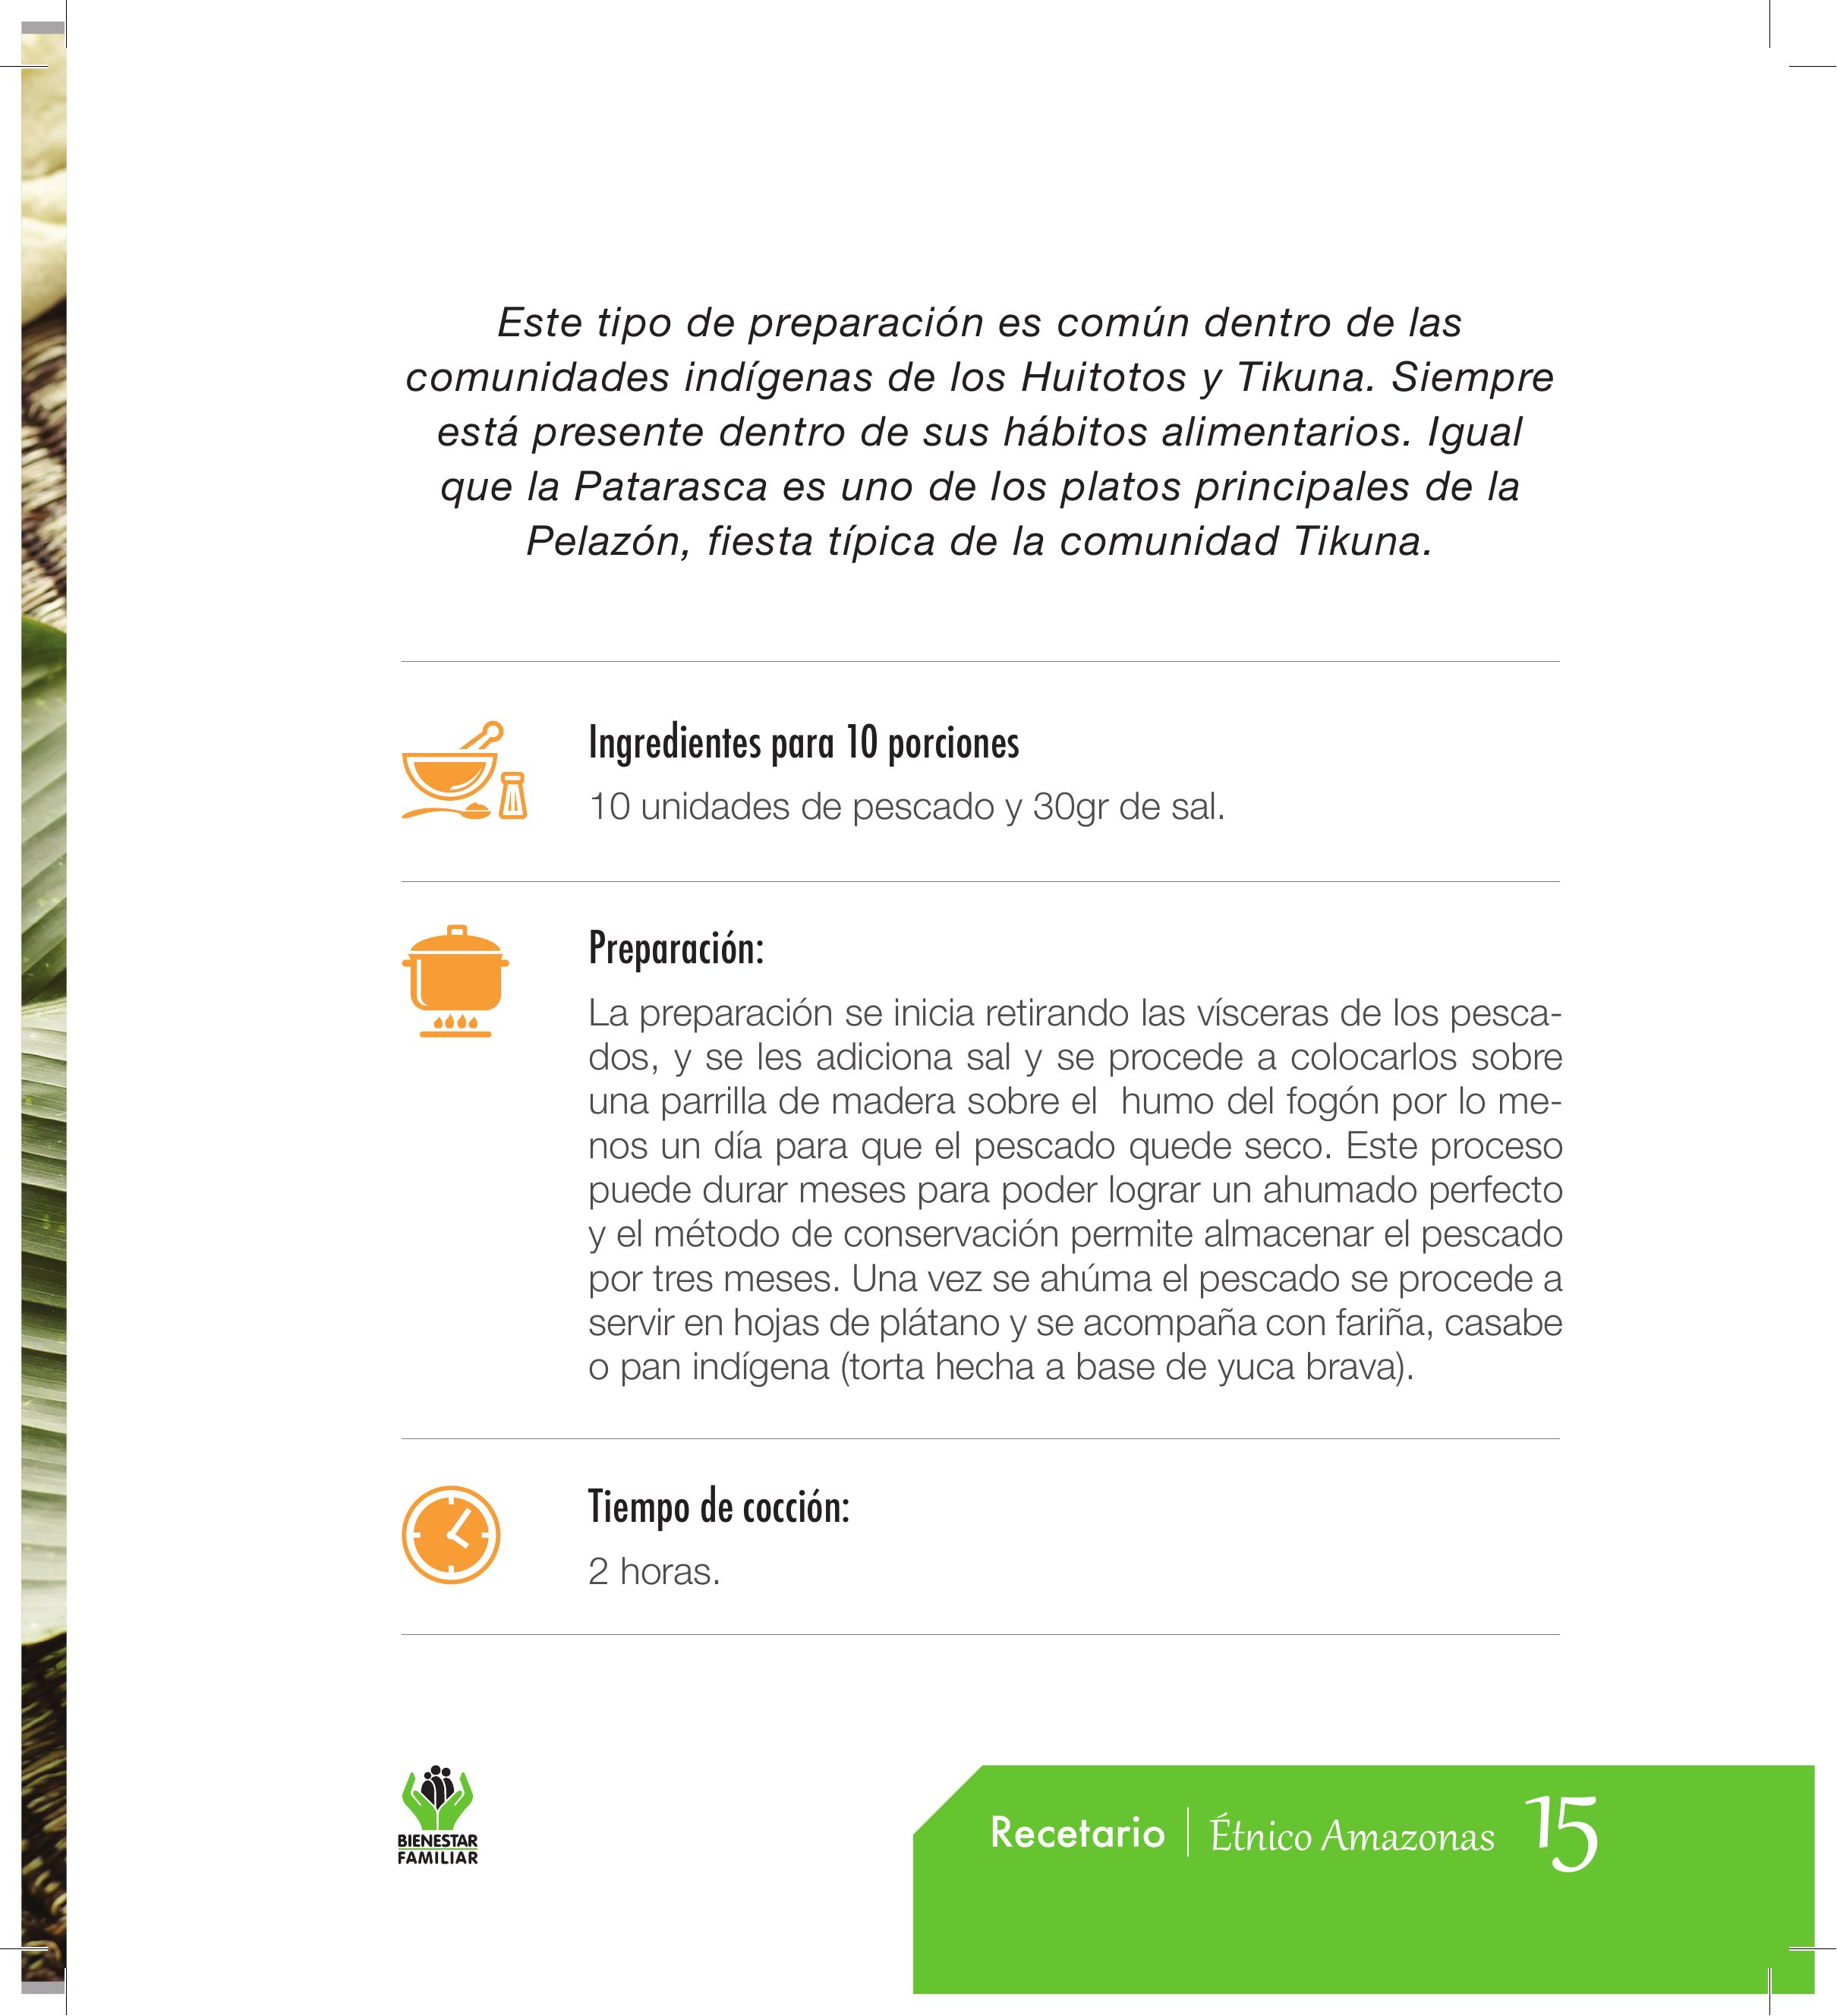 Este tipo de preparación es común dentro de las
comunidades indígenas de los Huitotos y Tikuna. Siempre
está presente dentro de sus hábitos alimentarios. Igual
que la Patarasca es uno de los platos principales de la
Pelazón, fiesta típica de la comunidad Tikuna.
Ingredientes para 10 porciones
10 unidades de pescado y 30gr de sal.
Preparación:
La preparación se inicia retirando las vísceras de los pesca-
dos, y se les adiciona sal y se procede a colocarlos sobre
una parrilla de madera sobre el  humo del fogón por lo me-
nos un día para que el pescado quede seco. Este proceso
puede durar meses para poder lograr un ahumado perfecto
y el método de conservación permite almacenar el pescado
por tres meses. Una vez se ahúma el pescado se procede a
servir en hojas de plátano y se acompaña con fariña, casabe
o pan indígena (torta hecha a base de yuca brava).
Tiempo de cocción:
2 horas.
BIENESTAR
FAMILIAR
Recetario | Étnico Amazonas 15